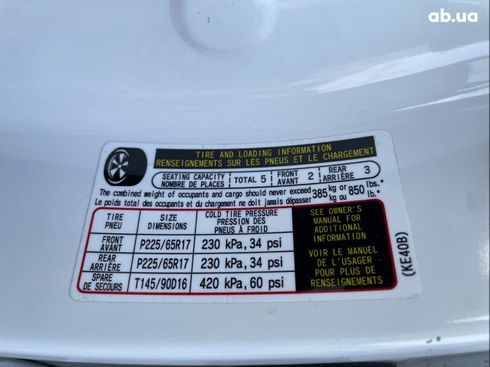 ab.ua
TIRE AND LOADING INFORMATION
RENSEIGNEMENTS SUR LES PNEUS ET LE CHARGEMENT
SEATING CAPACITY
NOMBRE DE PLACES
TOTAL 5
FRONT
AVANT
2
REAR
ARRIÈRE
3
The combined weight of occupants and cargo should never exceed 385 kg or 850 lbs.
Le poids total des occupants et du chargement ne doit jamais dépasser kg ou lb.
TIRE
PNEU
SIZE
DIMENSIONS
COLD TIRE PRESSURE
PRESSION DES
PNEUS À FROID
FRONT
AVANT
P225/65R17
230 kPa, 34 psi
REAR
ARRIÈRE
P225/65R17
230 kPa, 34 psi
SPARE
DE SECOURS
T145/90D16
420 kPa, 60 psi
SEE OWNER'S
MANUAL FOR
ADDITIONAL
INFORMATION
VOIR LE MANUEL
DE L'USAGER
POUR PLUS DE
RENSEIGNEMENTS
(KE40B)